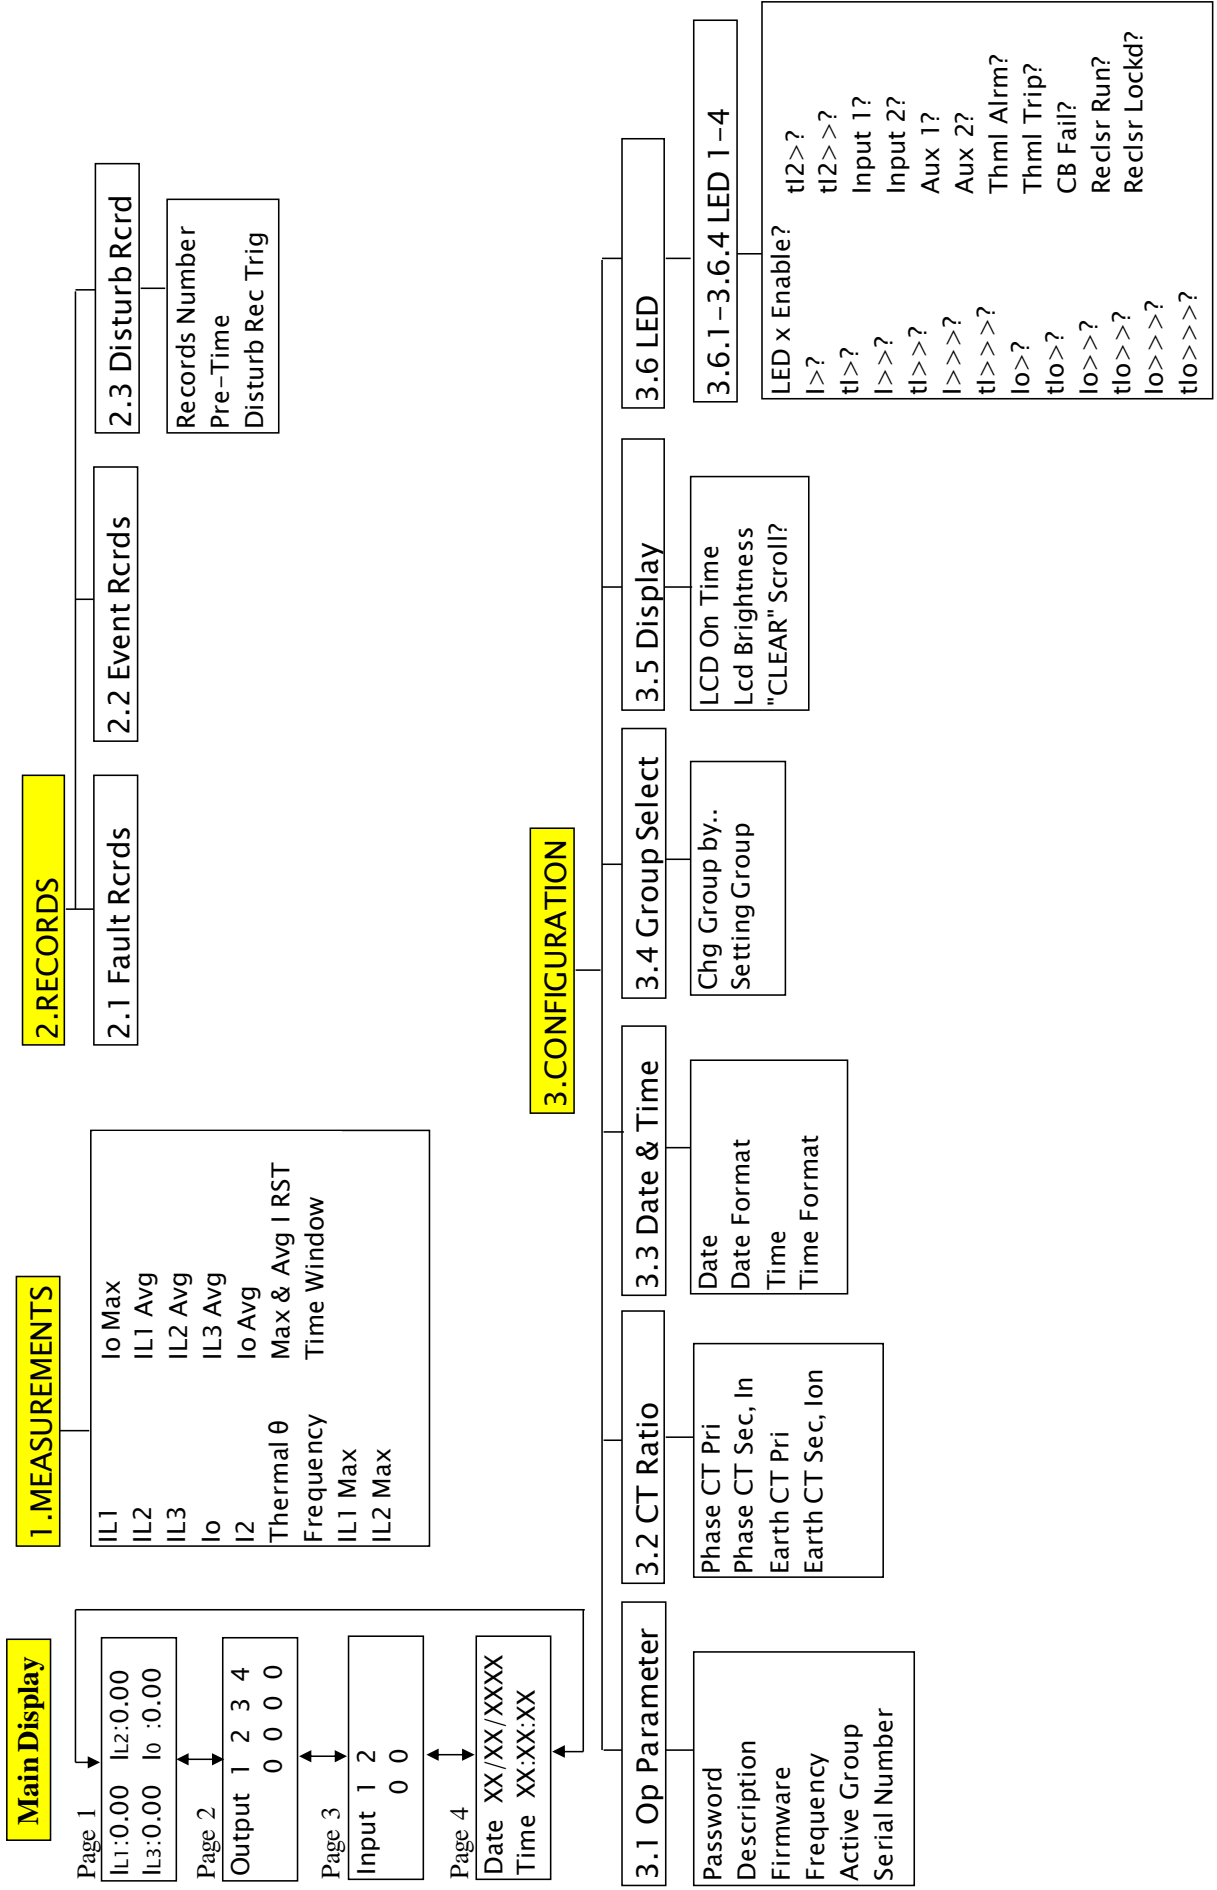 Main Display
Page 1
IL1:0.00 IL2:0.00
IL3:0.00 I0 :0.00
Page 2
Output 1 2 3 4
0 0 0 0
Page 3
Input 1 2
0 0
Page 4
Date XX/XX/XXXX
Time XX:XX:XX
1.MEASUREMENTS
IL1
IL2
IL3
Io
I2
Thermal θ
Frequency
IL1 Max
IL2 Max
Io Max
IL1 Avg
IL2 Avg
IL3 Avg
Io Avg
Max & Avg I RST
Time Window
2.RECORDS
2.1 Fault Rcrds
2.2 Event Rcrds
2.3 Disturb Rcrd
Records Number
Pre-Time
Disturb Rec Trig
3.CONFIGURATION
3.1 Op Parameter
Password
Description
Firmware
Frequency
Active Group
Serial Number
3.2 CT Ratio
Phase CT Pri
Phase CT Sec, In
Earth CT Pri
Earth CT Sec, Ion
3.3 Date & Time
Date
Date Format
Time
Time Format
3.4 Group Select
Chg Group by..
Setting Group
3.5 Display
LCD On Time
Lcd Brightness
"CLEAR" Scroll?
3.6 LED
3.6.1-3.6.4 LED 1-4
LED x Enable?
I>?
tI>?
I>>?
tI>>?
I>>>?
tI>>>?
Io>?
tIo>?
Io>>?
tIo>>?
Io>>>?
tIo>>>?
tI2>?
tI2>>?
Input 1?
Input 2?
Aux 1?
Aux 2?
Thml Alrm?
Thml Trip?
CB Fail?
Reclsr Run?
Reclsr Lockd?